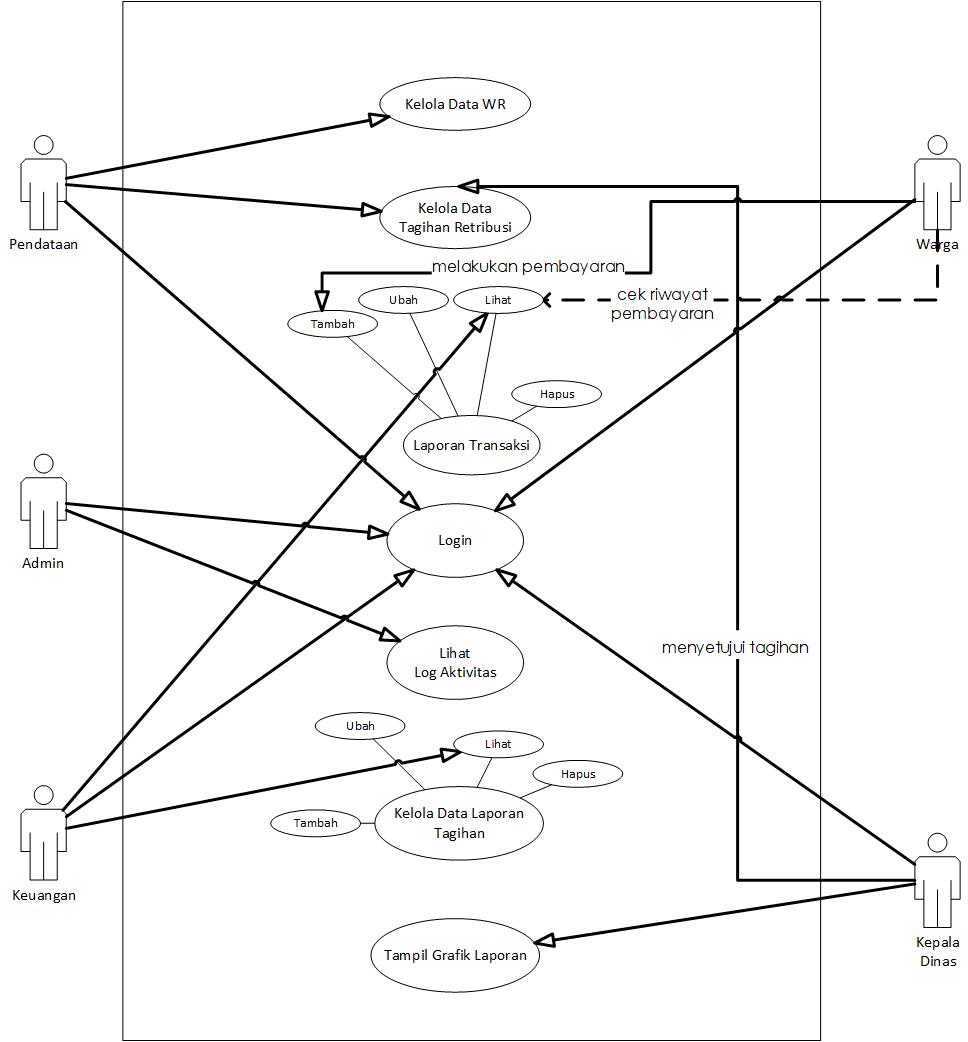 Kelola Data WR
Pendataan
Kelola Data
Tagihan Retribusi
Warga
melakukan pembayaran
cek riwayat
pembayaran
Ubah
Lihat
Tambah
Hapus
Laporan Transaksi
Login
Admin
Lihat
Log Aktivitas
menyetujui tagihan
Ubah
Lihat
Hapus
Kelola Data Laporan
Tagihan
Tambah
Keuangan
Kepala
Dinas
Tampil Grafik Laporan